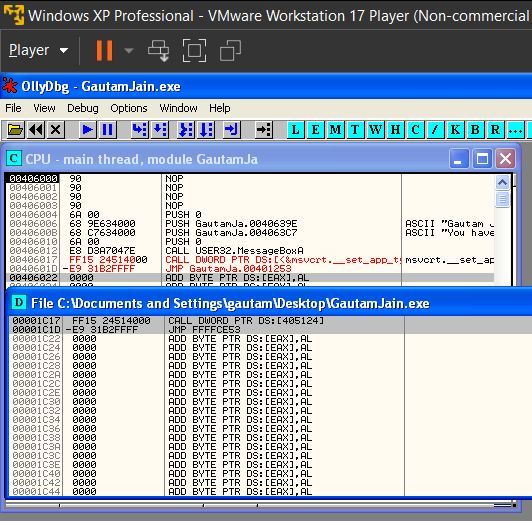 Windows XP Professional - VMware Workstation 17 Player (Non-commercial
Player
OllyDbg - GautamJain.exe
File View Debug Options Window Help
L E M T W H C / K B R ...
C CPU - main thread, module GautamJa
00406000 90 NOP
90 NOP
90 NOP
90 NOP
00406004 6A 00 PUSH 0
00406006 68 9E634000 PUSH GautamJa.0040639E ASCII "Gautam J
68 C7634000 PUSH GautamJa.004063C7 ASCII "You have
6A 00 PUSH 0
00406012 E8 D3A7047E CALL USER32.MessageBoxA
00406017 FF15 24514000 CALL DWORD PTR DS:[<&msvcrt.__set_app_ty msvcrt.__set_app_
0040601D -E9 31B2FFFF JMP GautamJa.00401253
00406022 0000 ADD BYTE PTR DS:[EAX],AL
D File C:\Documents and Settings\gautam\Desktop\GautamJain.exe
00001C17 FF15 24514000 CALL DWORD PTR DS:[405124]
00001C1D -E9 31B2FFFF JMP FFFFCE53
00001C22 0000 ADD BYTE PTR DS:[EAX],AL
00001C24 0000 ADD BYTE PTR DS:[EAX],AL
00001C26 0000 ADD BYTE PTR DS:[EAX],AL
00001C28 0000 ADD BYTE PTR DS:[EAX],AL
00001C2A 0000 ADD BYTE PTR DS:[EAX],AL
00001C2C 0000 ADD BYTE PTR DS:[EAX],AL
00001C2E 0000 ADD BYTE PTR DS:[EAX],AL
00001C30 0000 ADD BYTE PTR DS:[EAX],AL
00001C32 0000 ADD BYTE PTR DS:[EAX],AL
00001C34 0000 ADD BYTE PTR DS:[EAX],AL
00001C36 0000 ADD BYTE PTR DS:[EAX],AL
00001C38 0000 ADD BYTE PTR DS:[EAX],AL
00001C3A 0000 ADD BYTE PTR DS:[EAX],AL
00001C3C 0000 ADD BYTE PTR DS:[EAX],AL
00001C3E 0000 ADD BYTE PTR DS:[EAX],AL
00001C40 0000 ADD BYTE PTR DS:[EAX],AL
00001C42 0000 ADD BYTE PTR DS:[EAX],AL
00001C44 0000 ADD BYTE PTR DS:[EAX],AL